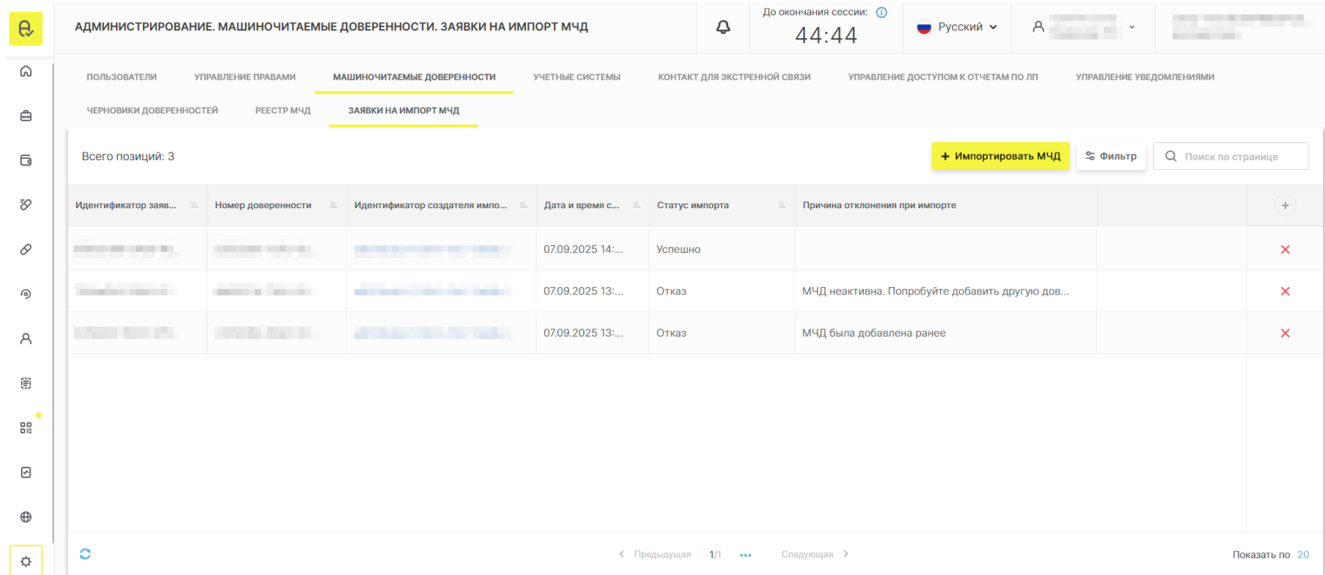 АДМИНИСТРИРОВАНИЕ. МАШИНОЧИТАЕМЫЕ ДОВЕРЕННОСТИ. ЗАЯВКИ НА ИМПОРТ МЧД
До окончания сессии:
44:44
Русский
ПОЛЬЗОВАТЕЛИ УПРАВЛЕНИЕ ПРАВАМИ МАШИНОЧИТАЕМЫЕ ДОВЕРЕННОСТИ УЧЕТНЫЕ СИСТЕМЫ КОНТАКТ ДЛЯ ЭКСТРЕННОЙ СВЯЗИ УПРАВЛЕНИЕ ДОСТУПОМ К ОТЧЕТАМ ПО ЛП УПРАВЛЕНИЕ УВЕДОМЛЕНИЯМИ
ЧЕРНОВИКИ ДОВЕРЕННОСТЕЙ РЕЕСТР МЧД ЗАЯВКИ НА ИМПОРТ МЧД
Всего позиций: 3 + Импортировать МЧД Фильтр Поиск по странице
Идентификатор заяв... Номер доверенности Идентификатор создателя импо... Дата и время с... Статус импорта Причина отклонения при импорте
07.09.2025 14:... Успешно
07.09.2025 13:... Отказ МЧД неактивна. Попробуйте добавить другую дов...
07.09.2025 13:... Отказ МЧД была добавлена ранее
Предыдущая 1/1 ••• Следующая Показать по 20